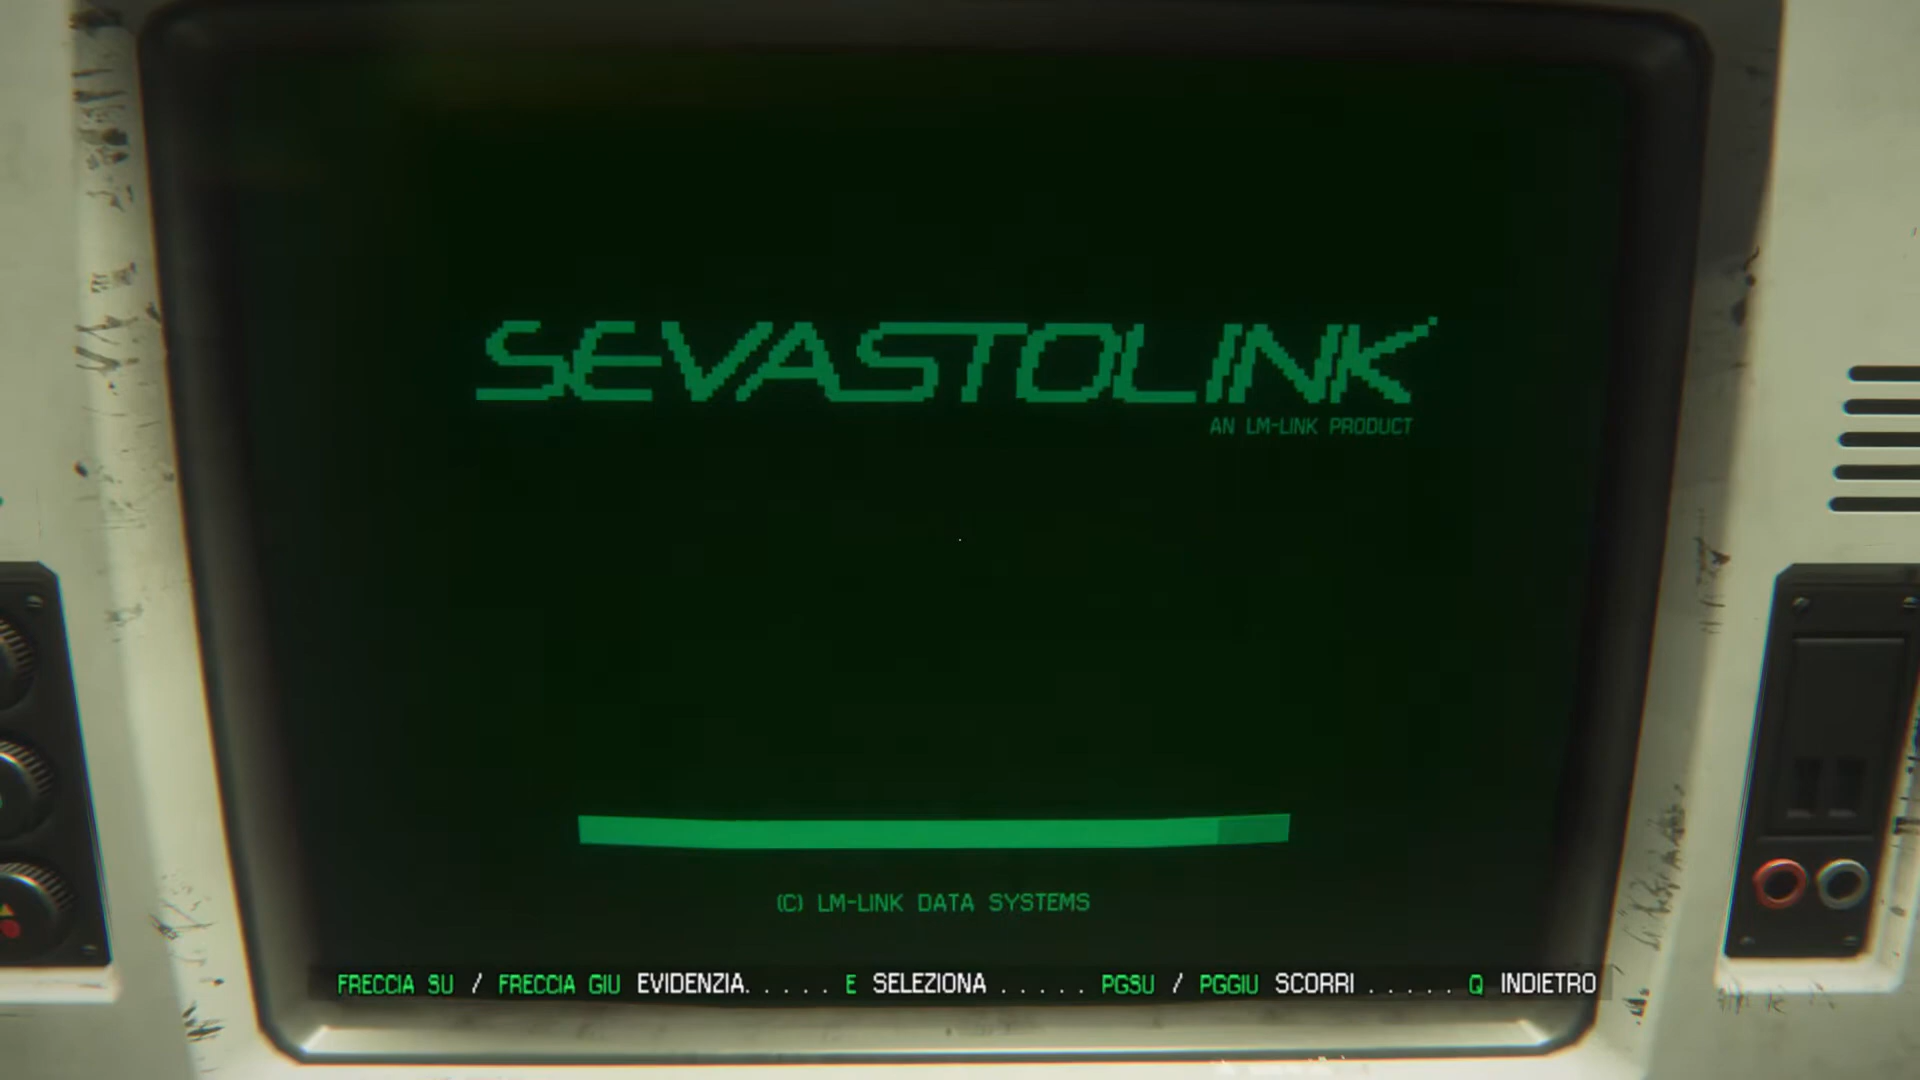 SEVASTOLINK
AN LM-LINK PRODUCT
(C) LM-LINK DATA SYSTEMS
FRECCIA SU / FRECCIA GIU EVIDENZIA. . . . . E SELEZIONA . . . . . PGSU / PGGIU SCORRI . . . . . Q INDIETRO